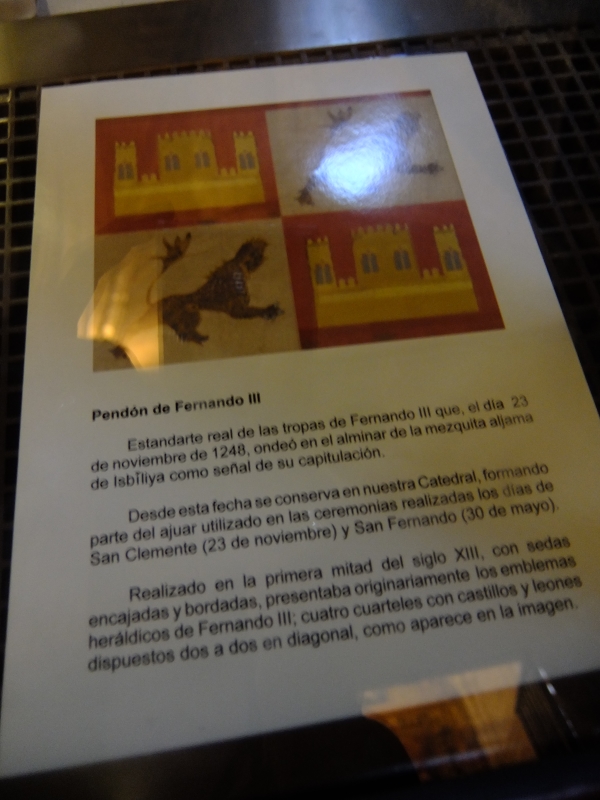 Pendón de Fernando III
Estandarte real de las tropas de Fernando III que, el día 23
de noviembre de 1248, ondeó en el alminar de la mezquita aljama
de Isbĭliya como señal de su capitulación.
Desde esta fecha se conserva en nuestra Catedral, formando
parte del ajuar utilizado en las ceremonias realizadas los días de
San Clemente (23 de noviembre) y San Fernando (30 de mayo).
Realizado en la primera mitad del siglo XIII, con sedas
encajadas y bordadas, presentaba originariamente los emblemas
heráldicos de Fernando III; cuatro cuarteles con castillos y leones
dispuestos dos a dos en diagonal, como aparece en la imagen.